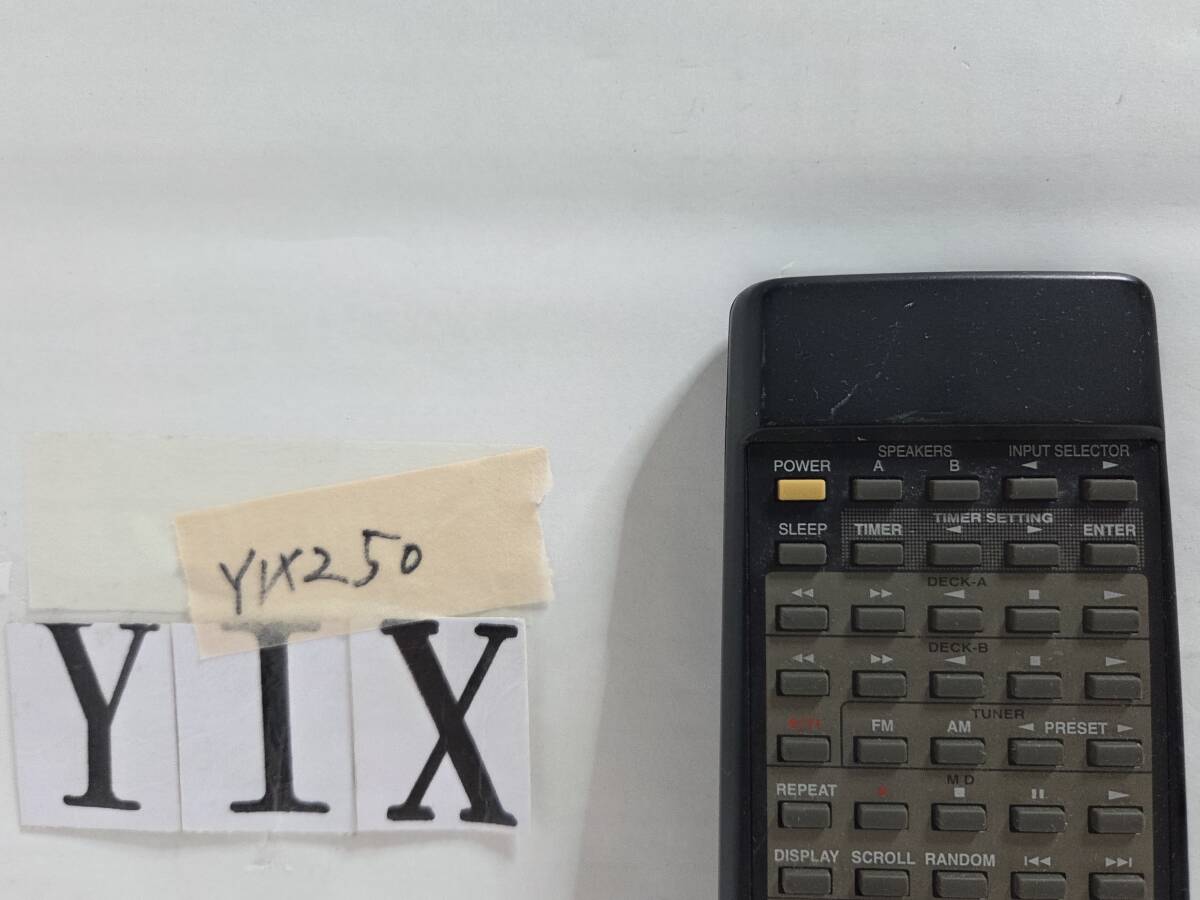 YIX250
Y I X
SPEAKERS INPUT SELECTOR
POWER A B ◄ ►
TIMER SETTING
SLEEP TIMER ◄ ► ENTER
DECK-A
◄◄ ►► ◄ ■ ►
DECK-B
◄◄ ►► ◄ ■ ►
TUNER
FM AM ◄ PRESET ►
MD
REPEAT ● ■ II ►
DISPLAY SCROLL RANDOM I◄◄ ►►I